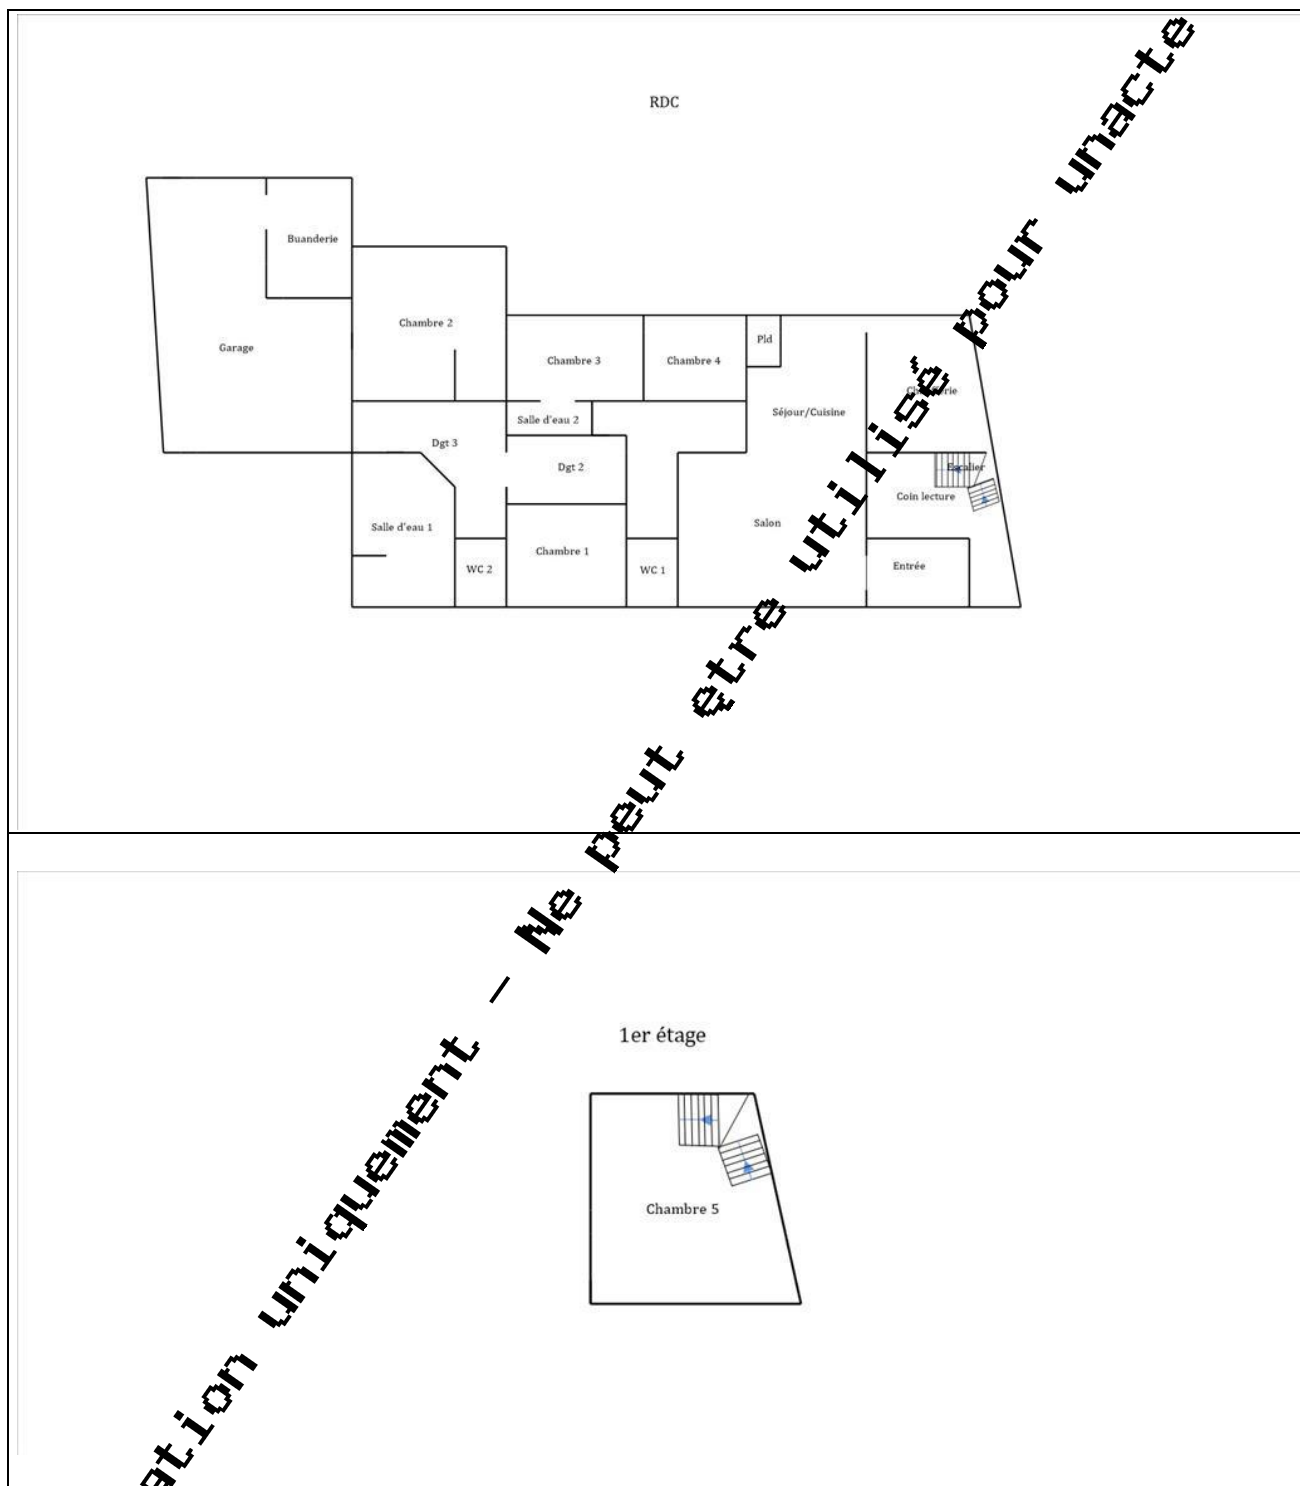 RDC
Buanderie
Chambre 2
Garage
Chambre 3
Chambre 4
Pld
Séjour/Cuisine
Salle d'eau 2
Dgt 3
Dgt 2
Escalier
Coin lecture
Salle d'eau 1
Salon
Chambre 1
WC 2
WC 1
Entrée
1er étage
Chambre 5
ation uniquement - Ne peut etre utilisé pour unacte